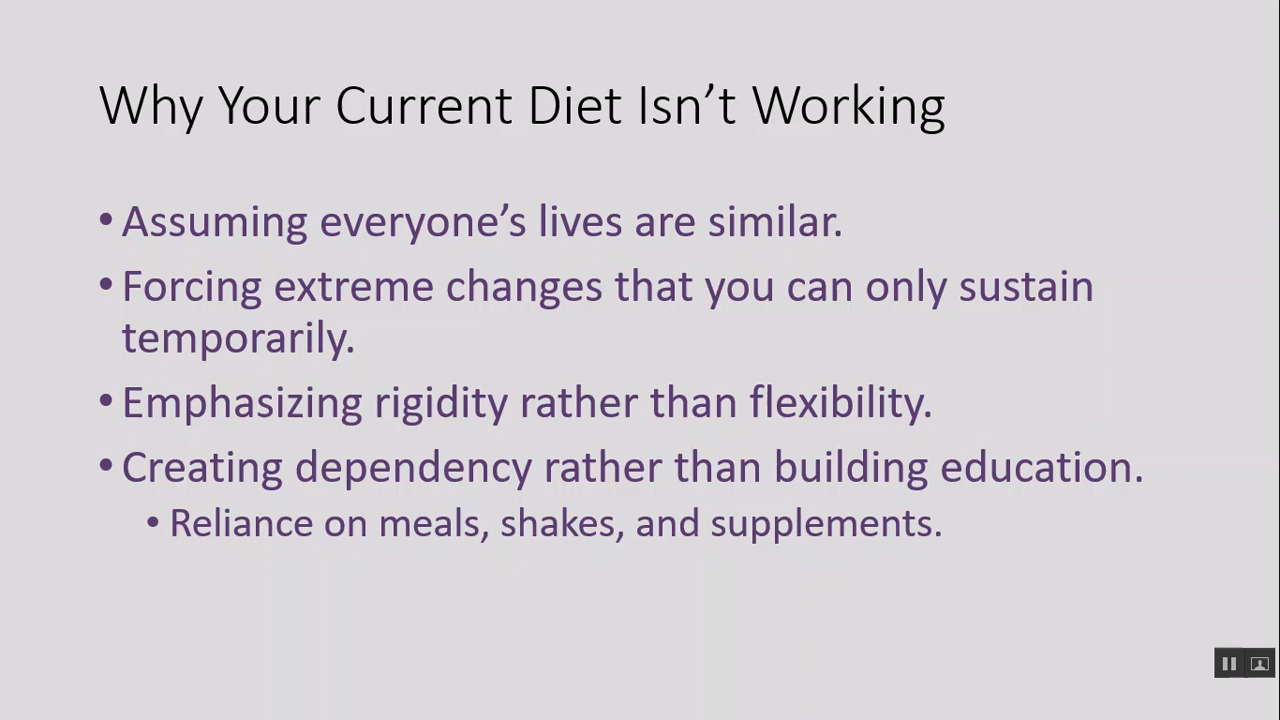 Why Your Current Diet Isn’t Working
• Assuming everyone’s lives are similar.
• Forcing extreme changes that you can only sustain
temporarily.
• Emphasizing rigidity rather than flexibility.
• Creating dependency rather than building education.
• Reliance on meals, shakes, and supplements.